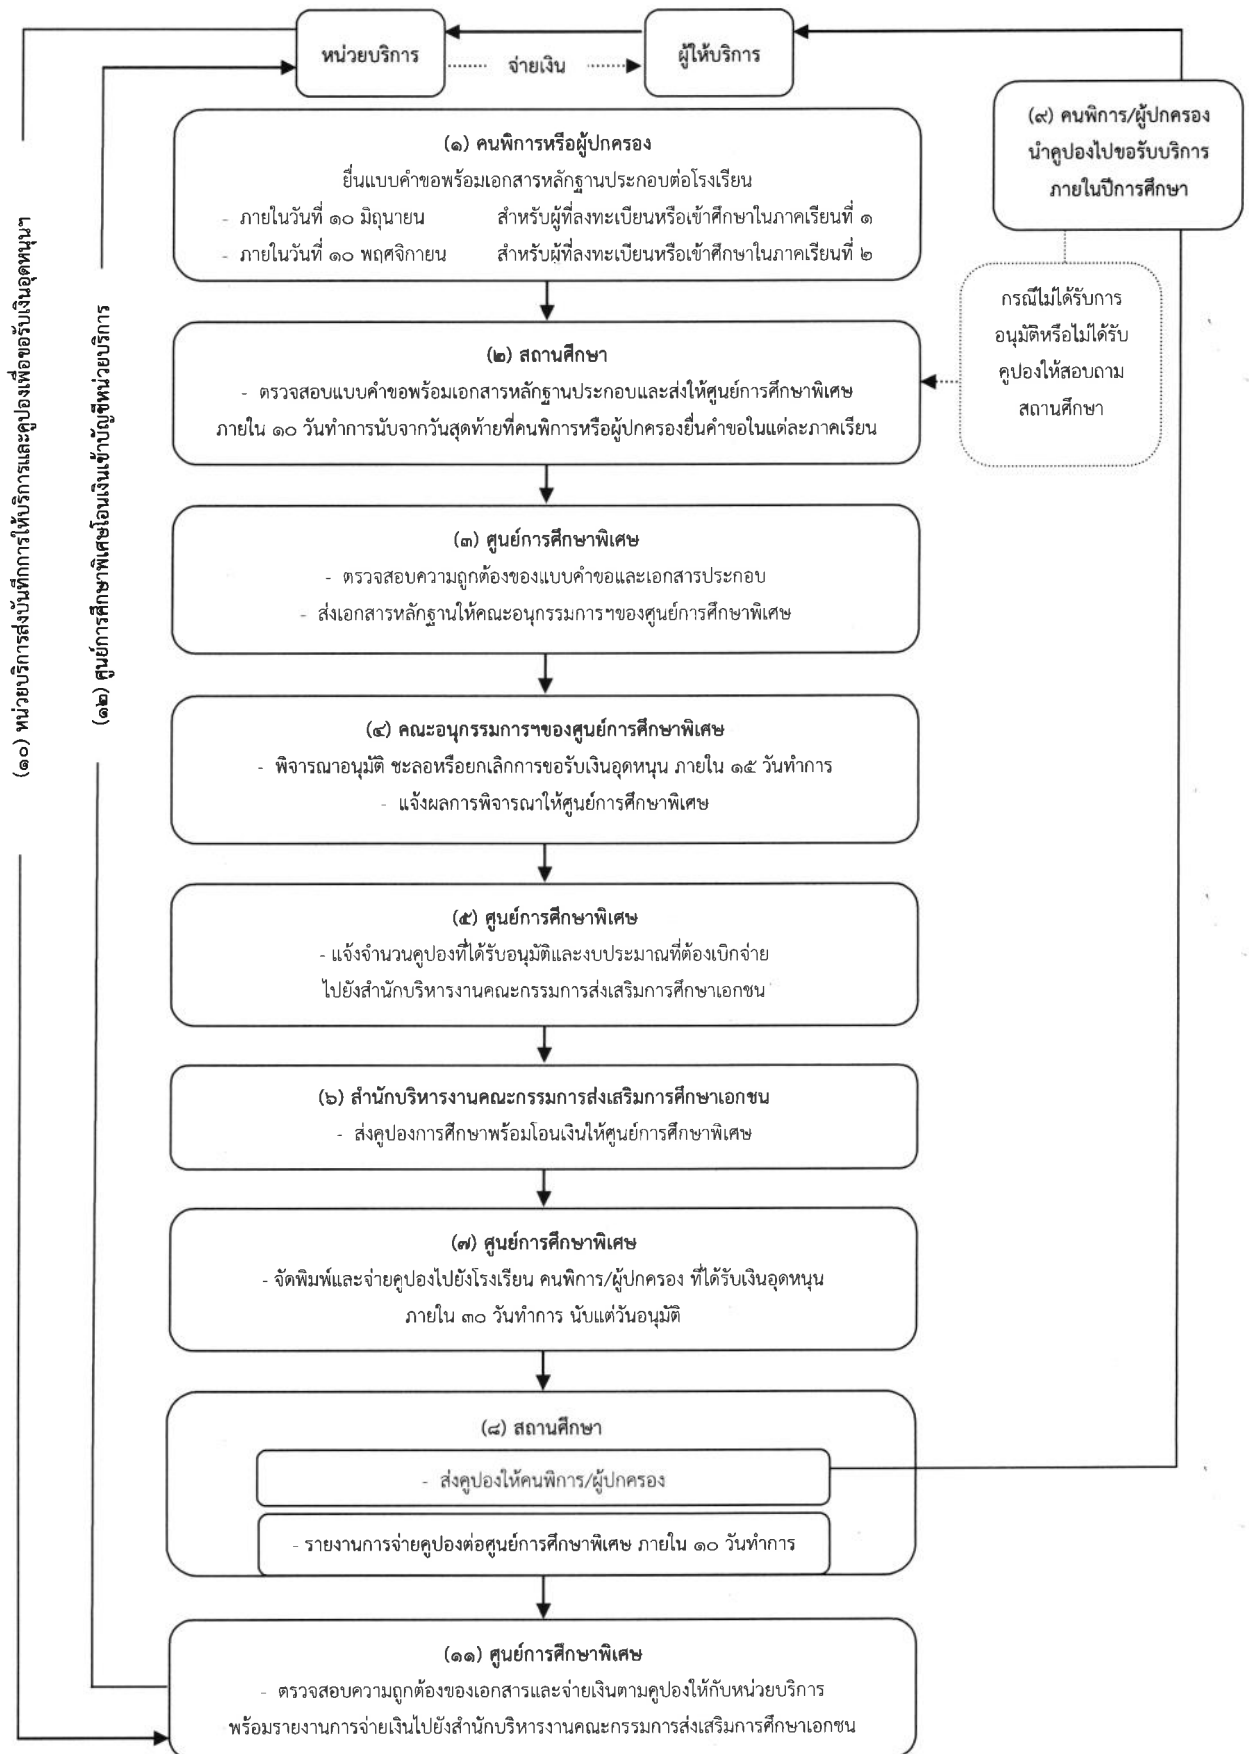 หน่วยบริการ
จ่ายเงิน
ผู้ให้บริการ
(๑) คนพิการหรือผู้ปกครอง
ยื่นแบบคำขอพร้อมเอกสารหลักฐานประกอบต่อโรงเรียน
- ภายในวันที่ ๑๐ มิถุนายน สำหรับผู้ที่ลงทะเบียนหรือเข้าศึกษาในภาคเรียนที่ ๑
- ภายในวันที่ ๑๐ พฤศจิกายน สำหรับผู้ที่ลงทะเบียนหรือเข้าศึกษาในภาคเรียนที่ ๒
(๙) คนพิการ/ผู้ปกครอง
นำคูปองไปขอรับบริการ
ภายในปีการศึกษา
กรณีไม่ได้รับการ
อนุมัติหรือไม่ได้รับ
คูปองให้สอบถาม
สถานศึกษา
(๒) สถานศึกษา
- ตรวจสอบแบบคำขอพร้อมเอกสารหลักฐานประกอบและส่งให้ศูนย์การศึกษาพิเศษ
ภายใน ๑๐ วันทำการนับจากวันสุดท้ายที่คนพิการหรือผู้ปกครองยื่นคำขอในแต่ละภาคเรียน
(๓) ศูนย์การศึกษาพิเศษ
- ตรวจสอบความถูกต้องของแบบคำขอและเอกสารประกอบ
- ส่งเอกสารหลักฐานให้คณะอนุกรรมการฯของศูนย์การศึกษาพิเศษ
(๔) คณะอนุกรรมการฯของศูนย์การศึกษาพิเศษ
- พิจารณาอนุมัติ ชะลอหรือยกเลิกการขอรับเงินอุดหนุน ภายใน ๑๕ วันทำการ
- แจ้งผลการพิจารณาให้ศูนย์การศึกษาพิเศษ
(๕) ศูนย์การศึกษาพิเศษ
- แจ้งจำนวนคูปองที่ได้รับอนุมัติและงบประมาณที่ต้องเบิกจ่าย
ไปยังสำนักบริหารงานคณะกรรมการส่งเสริมการศึกษาเอกชน
(๖) สำนักบริหารงานคณะกรรมการส่งเสริมการศึกษาเอกชน
- ส่งคูปองการศึกษาพร้อมโอนเงินให้ศูนย์การศึกษาพิเศษ
(๗) ศูนย์การศึกษาพิเศษ
- จัดพิมพ์และจ่ายคูปองไปยังโรงเรียน คนพิการ/ผู้ปกครอง ที่ได้รับเงินอุดหนุน
ภายใน ๓๐ วันทำการ นับแต่วันอนุมัติ
(๘) สถานศึกษา
- ส่งคูปองให้คนพิการ/ผู้ปกครอง
- รายงานการจ่ายคูปองต่อศูนย์การศึกษาพิเศษ ภายใน ๑๐ วันทำการ
(๑๑) ศูนย์การศึกษาพิเศษ
- ตรวจสอบความถูกต้องของเอกสารและจ่ายเงินตามคูปองให้กับหน่วยบริการ
พร้อมรายงานการจ่ายเงินไปยังสำนักบริหารงานคณะกรรมการส่งเสริมการศึกษาเอกชน
(๑๐) หน่วยบริการส่งบันทึกการให้บริการและคูปองเพื่อขอรับเงินอุดหนุนฯ
(๑๒) ศูนย์การศึกษาพิเศษโอนเงินเข้าบัญชีหน่วยบริการ